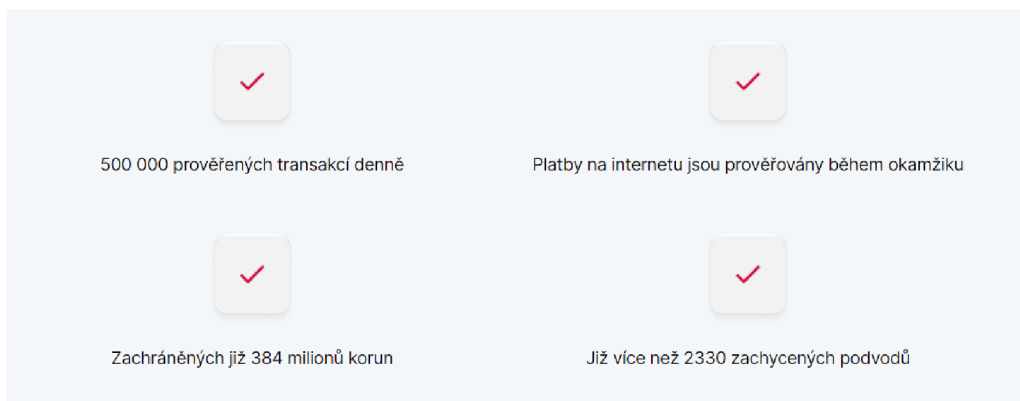 500 000 prověřených transakcí denně
Platby na internetu jsou prověřovány během okamžiku
Zachráněných již 384 milionů korun
Již více než 2330 zachycených podvodů